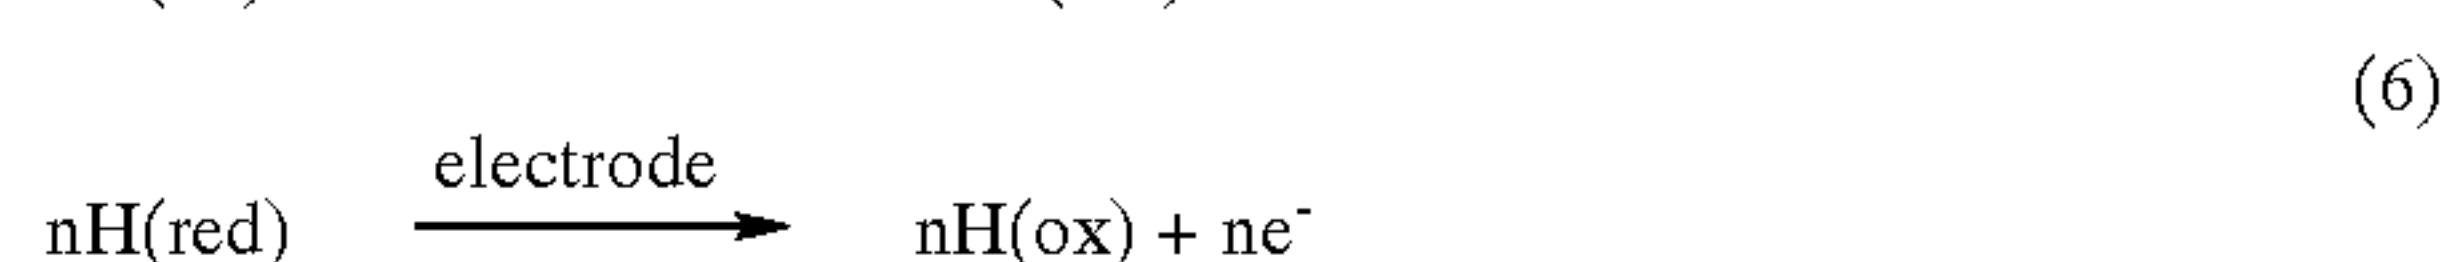 (6)
electrode
nH(red) → nH(ox) + ne⁻